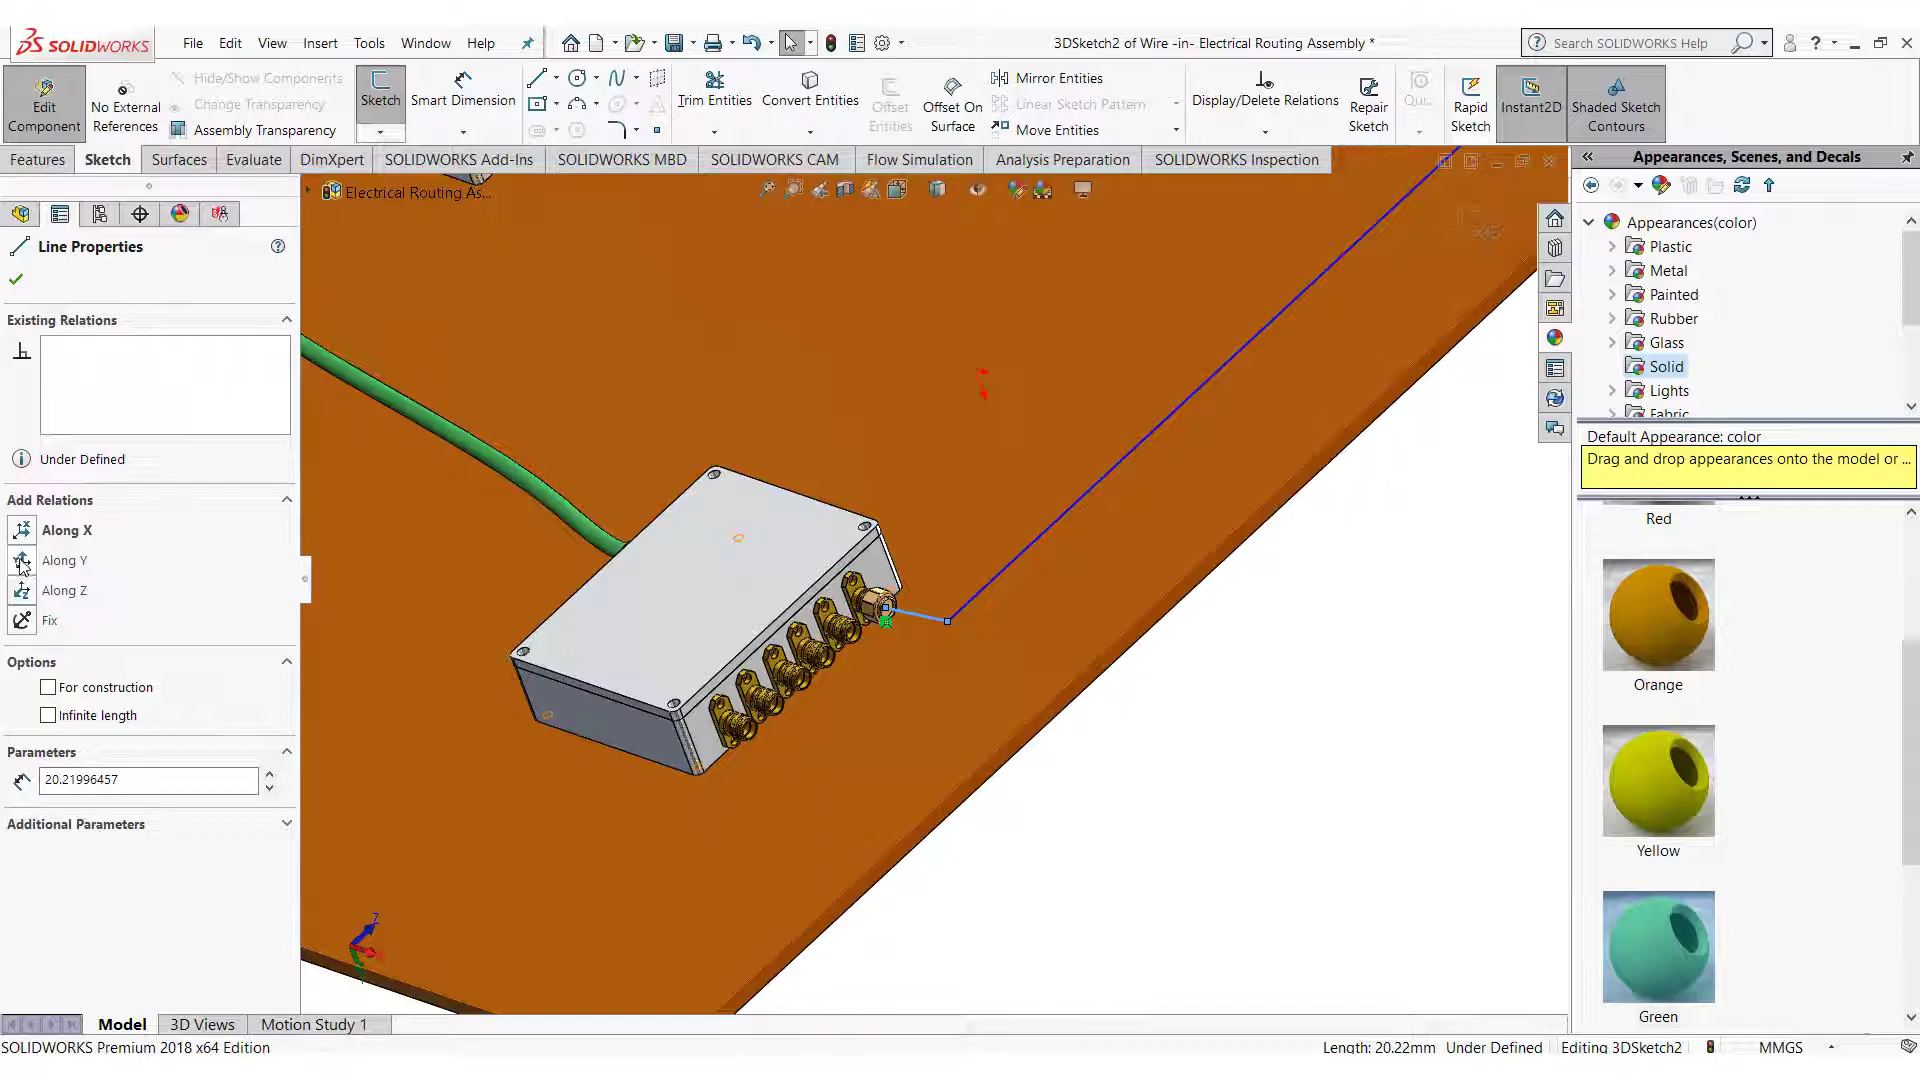 SOLIDWORKS
File Edit View Insert Tools Window Help
3DSketch2 of Wire -in- Electrical Routing Assembly *
Search SOLIDWORKS Help
Edit Component
No External References
Hide/Show Components
Change Transparency
Assembly Transparency
Sketch
Smart Dimension
Trim Entities
Convert Entities
Offset Entities
Offset On Surface
Mirror Entities
Linear Sketch Pattern
Move Entities
Display/Delete Relations
Repair Sketch
Qui...
Rapid Sketch
Instant2D
Shaded Sketch Contours
Features Sketch Surfaces Evaluate DimXpert SOLIDWORKS Add-Ins SOLIDWORKS MBD SOLIDWORKS CAM Flow Simulation Analysis Preparation SOLIDWORKS Inspection
Appearances, Scenes, and Decals
Electrical Routing As...
Line Properties
Existing Relations
Under Defined
Add Relations
Along X
Along Y
Along Z
Fix
Options
For construction
Infinite length
Parameters
20.21996457
Additional Parameters
Appearances(color)
Plastic
Metal
Painted
Rubber
Glass
Solid
Lights
Fabric
Default Appearance: color
Drag and drop appearances onto the model or ...
Red
Orange
Yellow
Green
Z
Model 3D Views Motion Study 1
SOLIDWORKS Premium 2018 x64 Edition
Length: 20.22mm Under Defined Editing 3DSketch2 MMGS